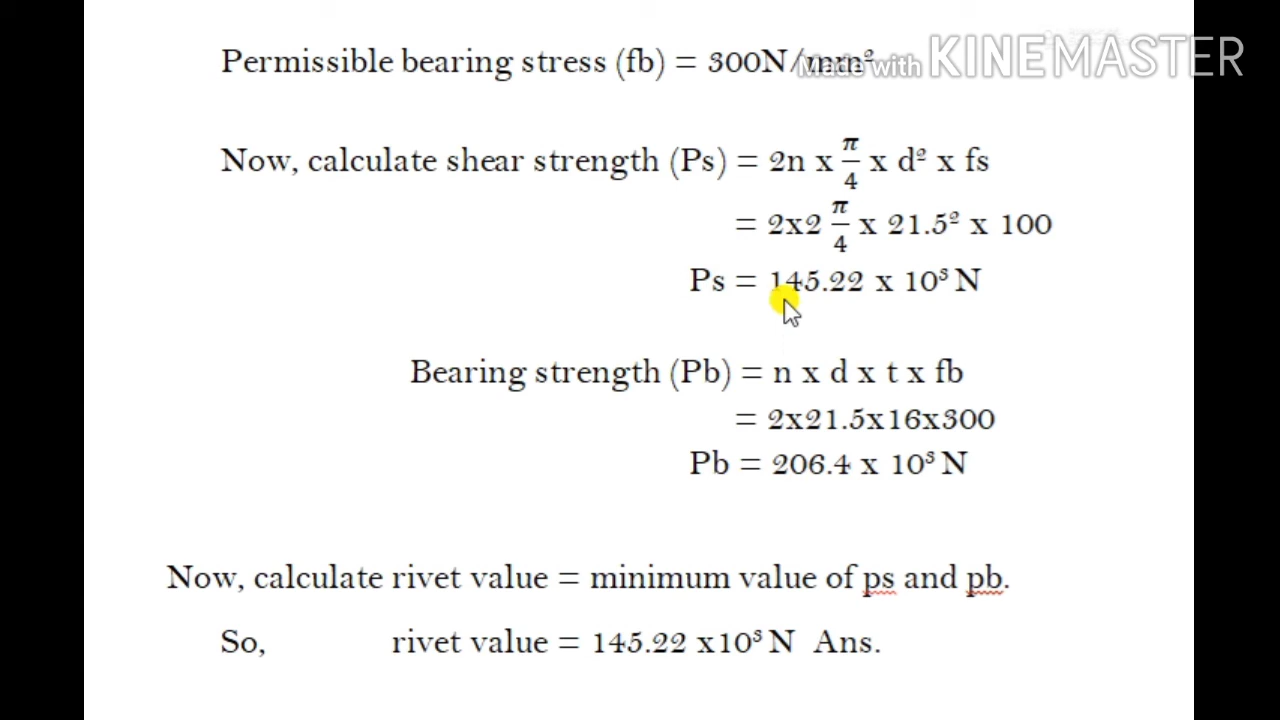 Permissible bearing stress (fb) = 300N/mm²
Made with KINEMASTER
Now, calculate shear strength (Ps) = 2n x π/4 x d² x fs
= 2x2 π/4 x 21.5² x 100
Ps = 145.22 x 10³ N
Bearing strength (Pb) = n x d x t x fb
= 2x21.5x16x300
Pb = 206.4 x 10³ N
Now, calculate rivet value = minimum value of ps and pb.
So, rivet value = 145.22 x10³ N Ans.